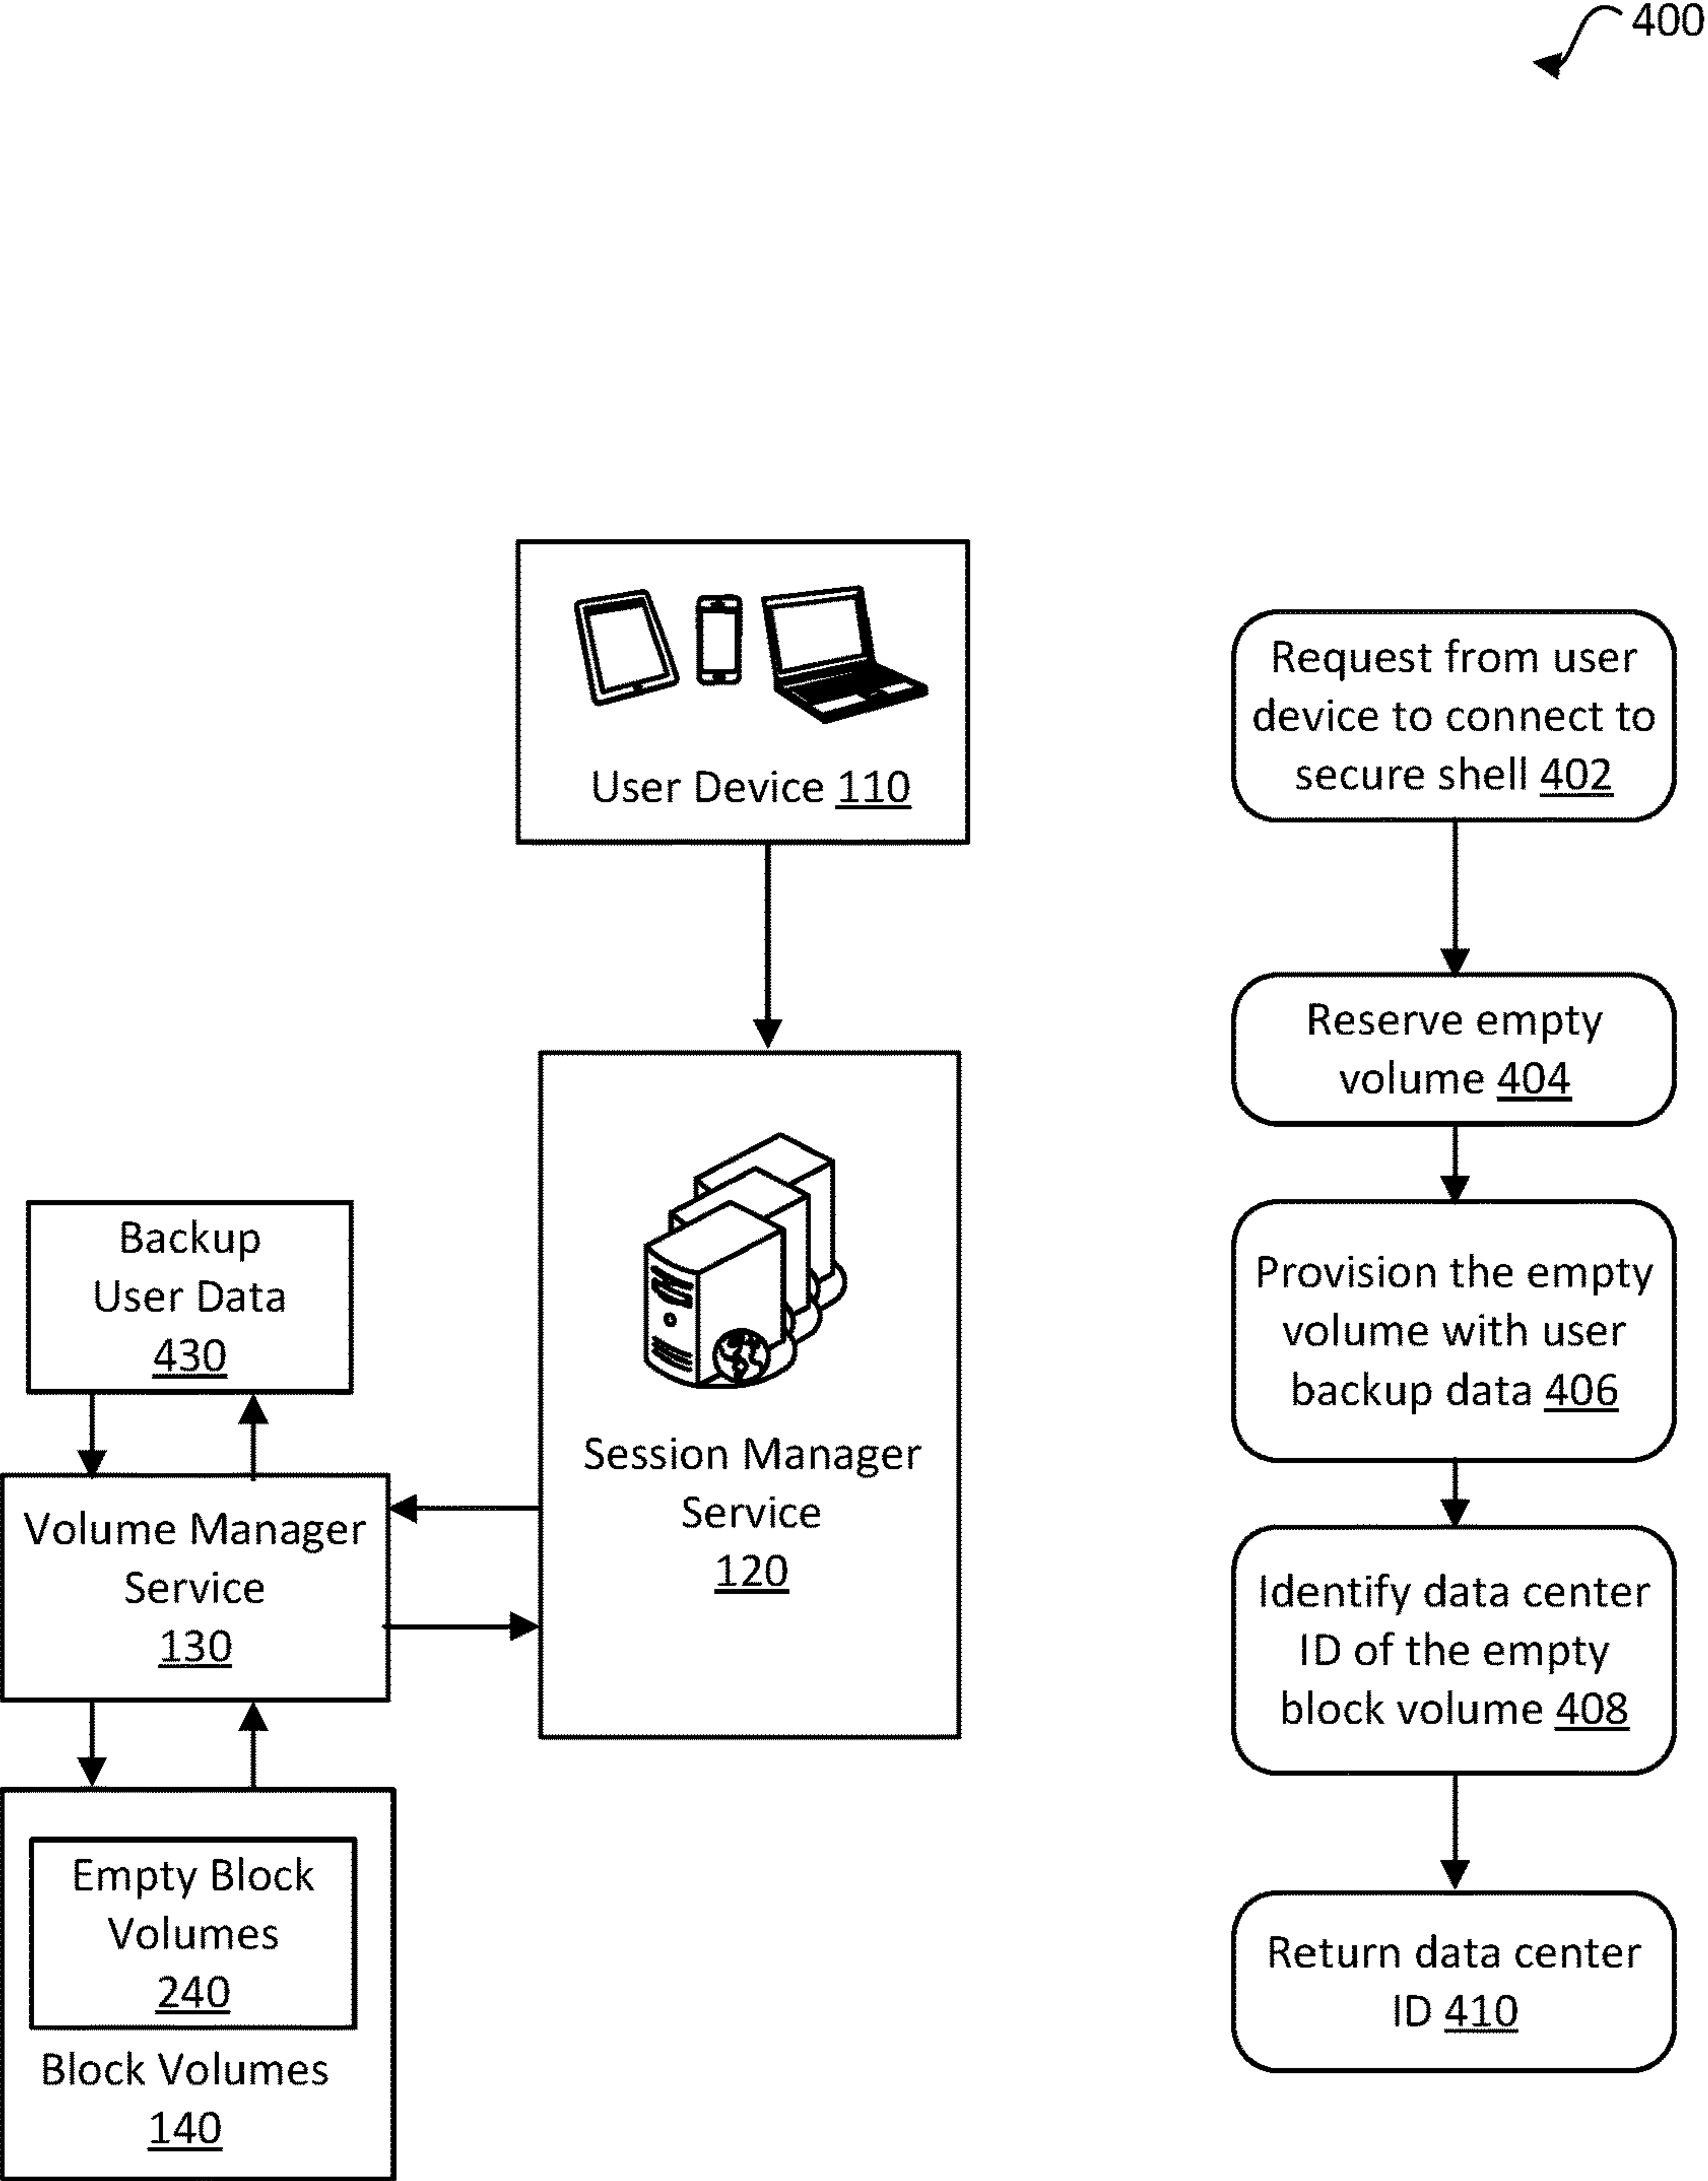 400
User Device 110
Session Manager
Service
120
Backup
User Data
430
Volume Manager
Service
130
Empty Block
Volumes
240
Block Volumes
140
Request from user
device to connect to
secure shell 402
Reserve empty
volume 404
Provision the empty
volume with user
backup data 406
Identify data center
ID of the empty
block volume 408
Return data center
ID 410